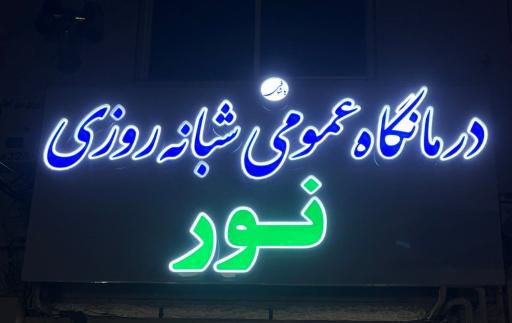 درمانگاه عمومی شبانه روزی
نور